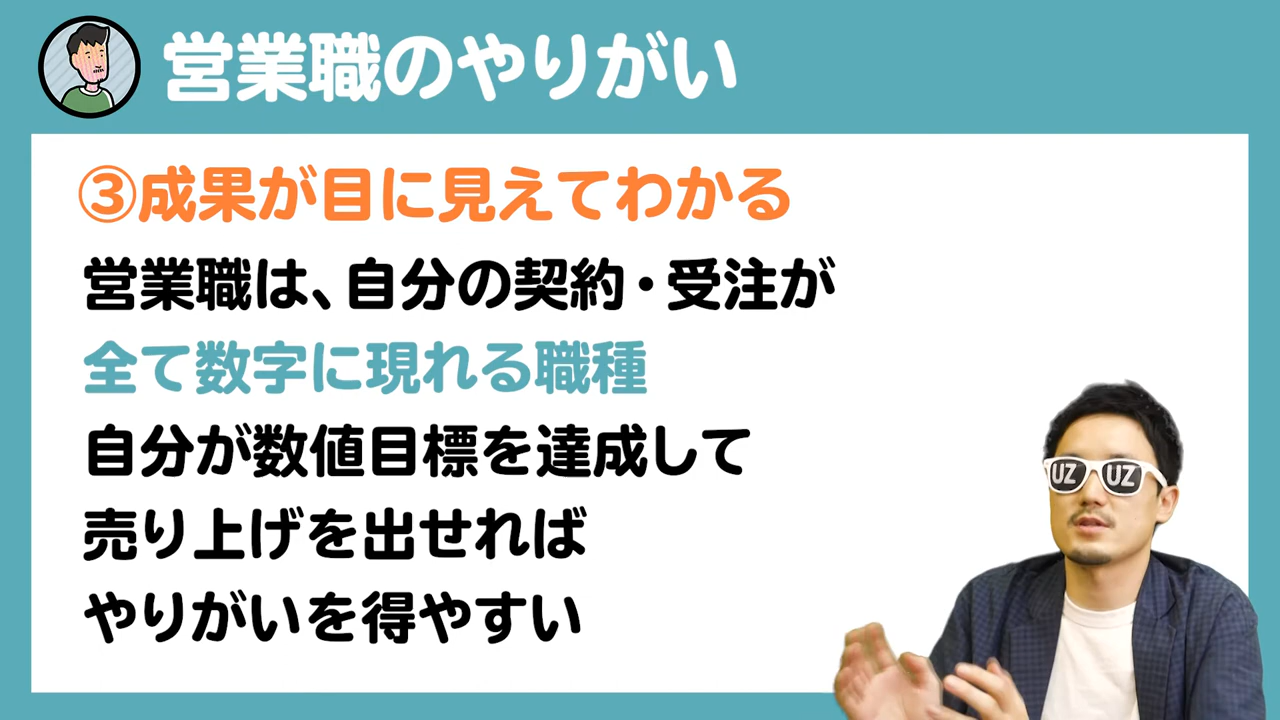 営業職のやりがい
③成果が目に見えてわかる
営業職は、自分の契約・受注が
全て数字に現れる職種
自分が数値目標を達成して
売り上げを出せれば
やりがいを得やすい
UZ UZ